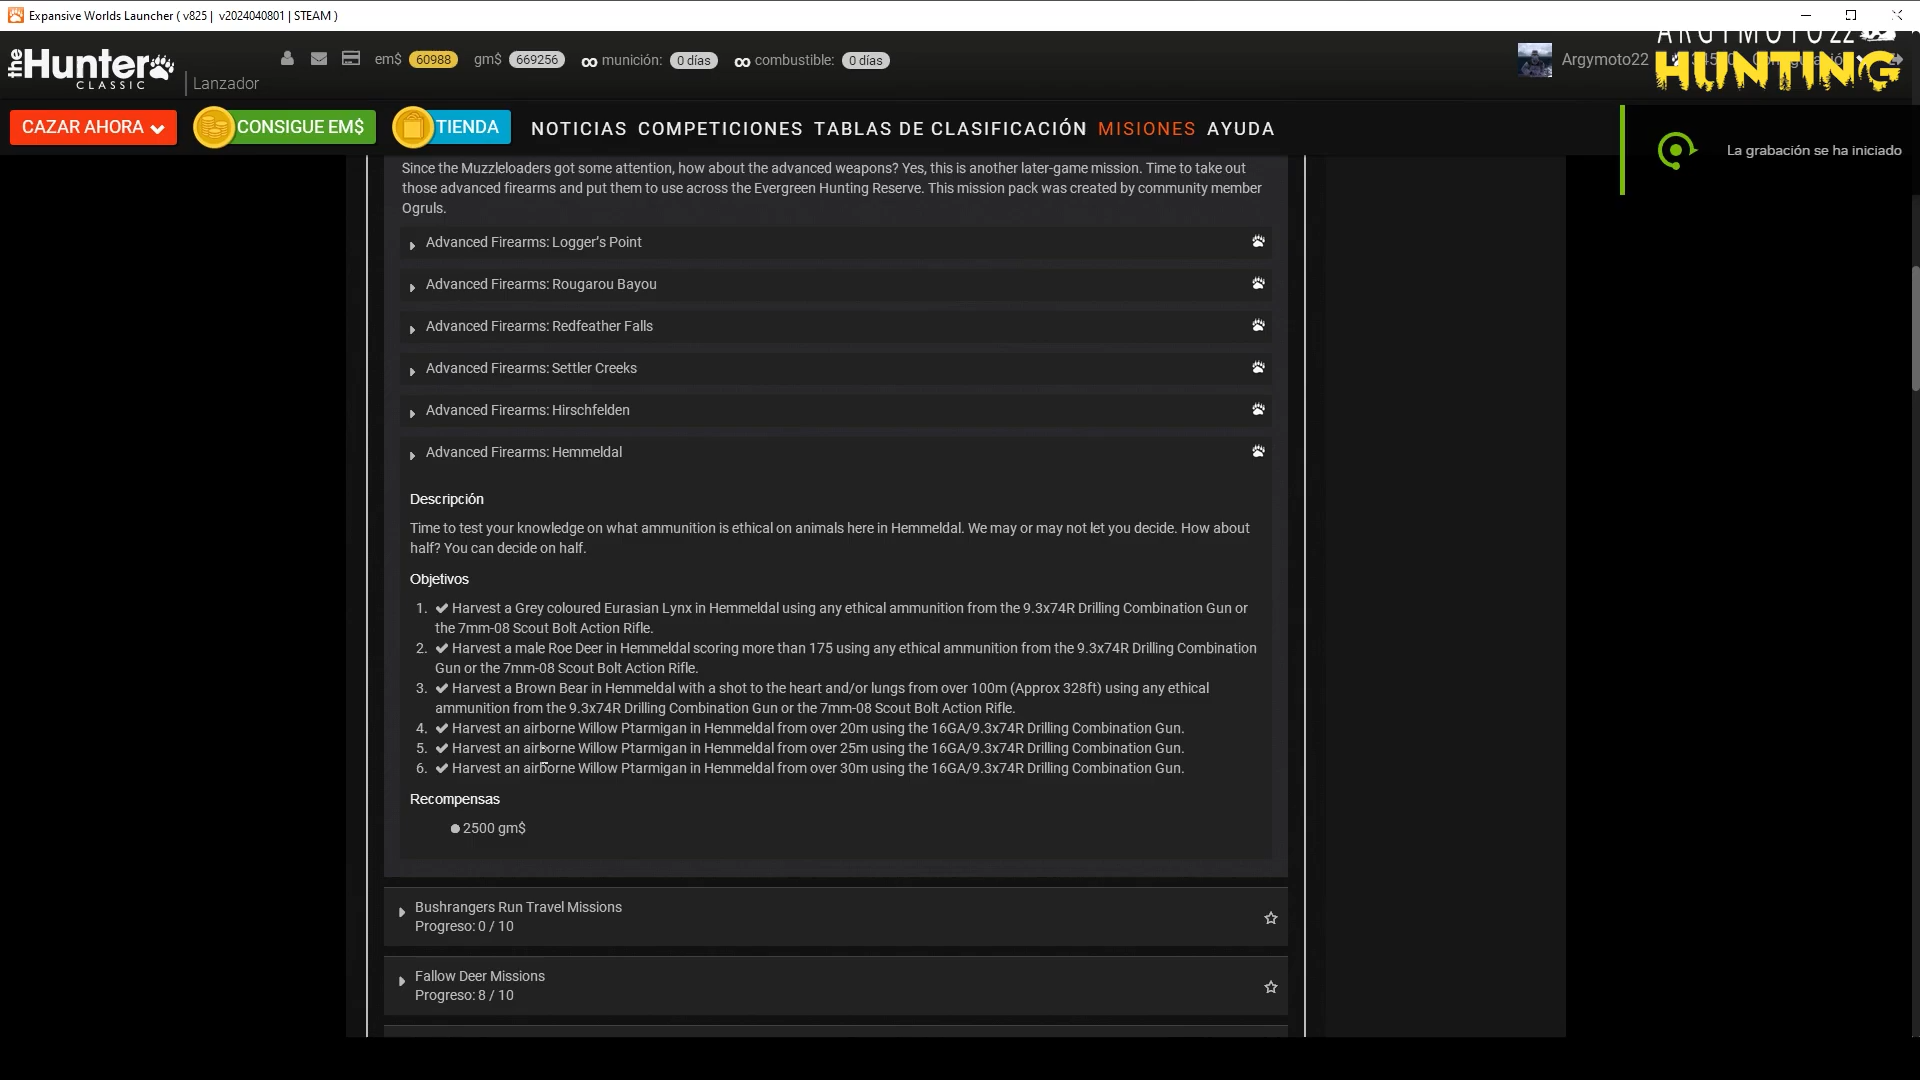 Expansive Worlds Launcher ( v825 | v2024040801 | STEAM )
ARGYMOTO22
HUNTING
the Hunter CLASSIC
Lanzador
em$ 60988 gm$ 669256 munición: 0 días combustible: 0 días
Argymoto22
CAZAR AHORA CONSIGUE EM$ TIENDA NOTICIAS COMPETICIONES TABLAS DE CLASIFICACIÓN MISIONES AYUDA
La grabación se ha iniciado
Since the Muzzleloaders got some attention, how about the advanced weapons? Yes, this is another later-game mission. Time to take out
those advanced firearms and put them to use across the Evergreen Hunting Reserve. This mission pack was created by community member
Ogruls.
Advanced Firearms: Logger's Point
Advanced Firearms: Rougarou Bayou
Advanced Firearms: Redfeather Falls
Advanced Firearms: Settler Creeks
Advanced Firearms: Hirschfelden
Advanced Firearms: Hemmeldal
Descripción
Time to test your knowledge on what ammunition is ethical on animals here in Hemmeldal. We may or may not let you decide. How about
half? You can decide on half.
Objetivos
1. ✔ Harvest a Grey coloured Eurasian Lynx in Hemmeldal using any ethical ammunition from the 9.3x74R Drilling Combination Gun or
the 7mm-08 Scout Bolt Action Rifle.
2. ✔ Harvest a male Roe Deer in Hemmeldal scoring more than 175 using any ethical ammunition from the 9.3x74R Drilling Combination
Gun or the 7mm-08 Scout Bolt Action Rifle.
3. ✔ Harvest a Brown Bear in Hemmeldal with a shot to the heart and/or lungs from over 100m (Approx 328ft) using any ethical
ammunition from the 9.3x74R Drilling Combination Gun or the 7mm-08 Scout Bolt Action Rifle.
4. ✔ Harvest an airborne Willow Ptarmigan in Hemmeldal from over 20m using the 16GA/9.3x74R Drilling Combination Gun.
5. ✔ Harvest an airborne Willow Ptarmigan in Hemmeldal from over 25m using the 16GA/9.3x74R Drilling Combination Gun.
6. ✔ Harvest an airborne Willow Ptarmigan in Hemmeldal from over 30m using the 16GA/9.3x74R Drilling Combination Gun.
Recompensas
2500 gm$
Bushrangers Run Travel Missions
Progreso: 0 / 10
Fallow Deer Missions
Progreso: 8 / 10